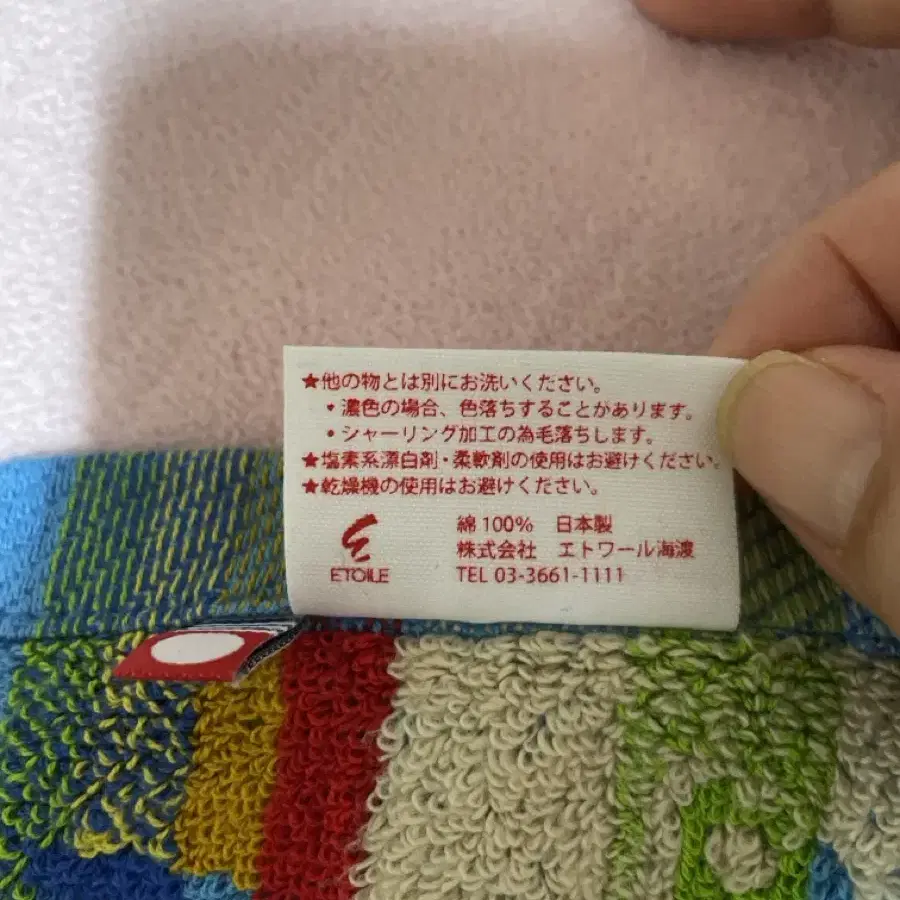 ★他の物とは別にお洗いください。
・濃色の場合、色落ちすることがあります。
・シャーリング加工の為毛落ちします。
★塩素系漂白剤・柔軟剤の使用はお避けください。
★乾燥機の使用はお避けください。
綿100% 日本製
株式会社 エトワール海渡
ETOILE TEL 03-3661-1111